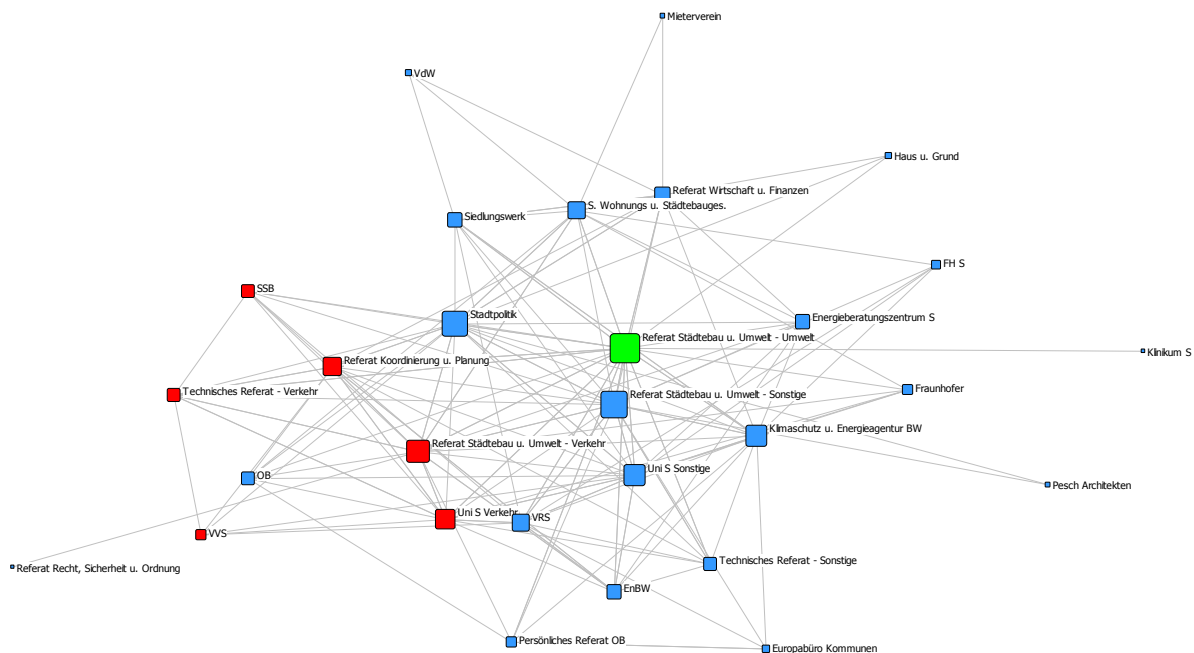 Mieterverein
VdW
Haus u. Grund
Referat Wirtschaft u. Finanzen
S. Wohnungs u. Städtebauges.
Siedlungswerk
FH S
SSB
Stadtpolitik
Energieberatungszentrum S
Referat Städtebau u. Umwelt - Umwelt
Klinikum S
Referat Koordinierung u. Planung
Technisches Referat - Verkehr
Referat Städtebau u. Umwelt - Sonstige
Fraunhofer
Klimaschutz u. Energieagentur BW
Referat Städtebau u. Umwelt - Verkehr
Uni S Sonstige
OB
Pesch Architekten
Uni S Verkehr
VRS
VVS
Technisches Referat - Sonstige
Referat Recht, Sicherheit u. Ordnung
EnBW
Persönliches Referat OB
Europabüro Kommunen